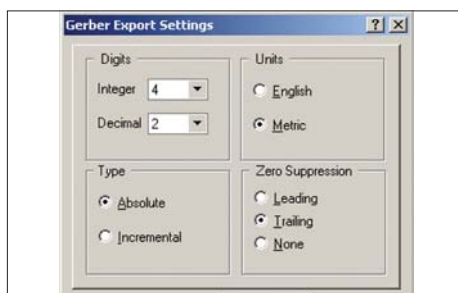 Gerber Export Settings
Digits
Integer 4
Decimal 2
Units
English
Metric
Type
Absolute
Incremental
Zero Suppression
Leading
Trailing
None